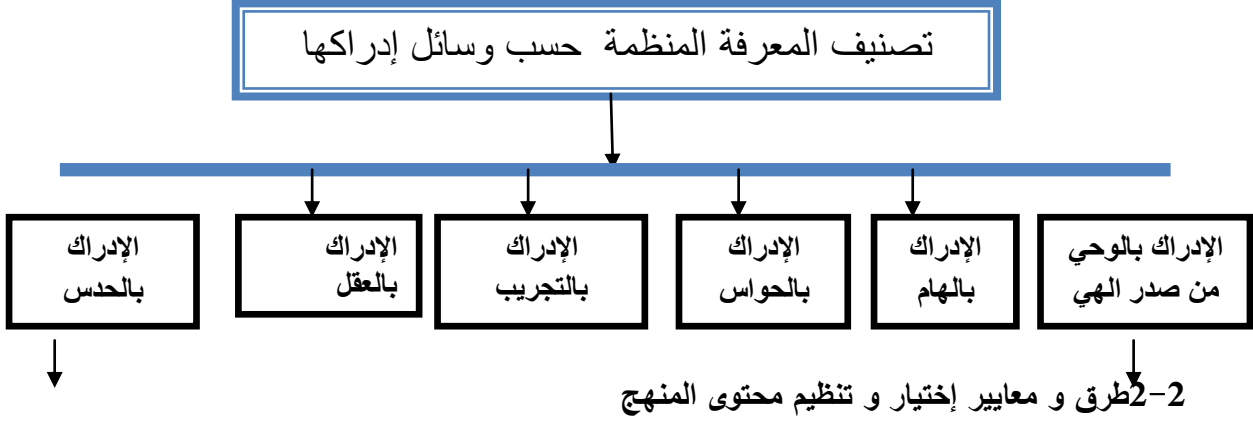 تصنيف المعرفة المنظمة حسب وسائل إدراكها
الإدراك بالوحي
من صدر الهي
الإدراك
بالهام
الإدراك
بالحواس
الإدراك
بالتجريب
الإدراك
بالعقل
الإدراك
بالحدس
2-2طرق و معايير إختيار و تنظيم محتوى المنهج